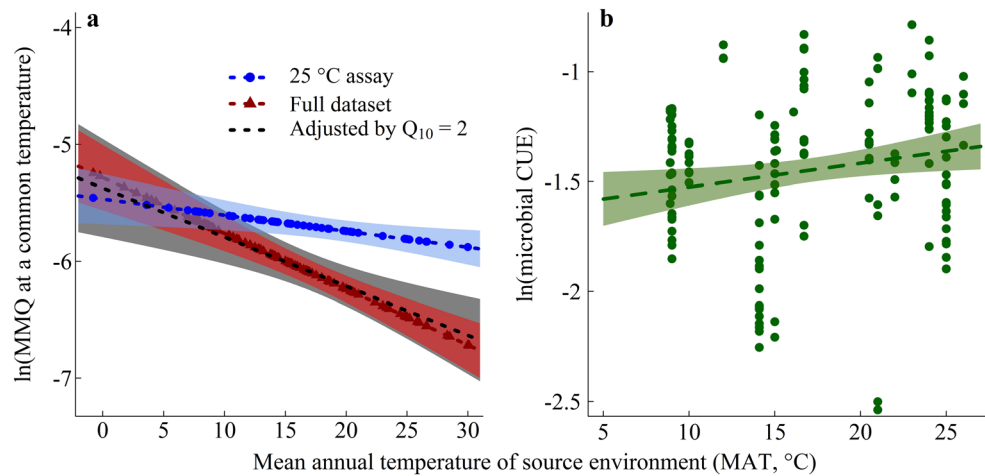 a
b
ln(MMQ at a common temperature)
-4
-5
-6
-7
25 °C assay
Full dataset
Adjusted by Q10 = 2
0
5
10
15
20
25
30
ln(microbial CUE)
-1
-1.5
-2
-2.5
5
10
15
20
25
Mean annual temperature of source environment (MAT, °C)